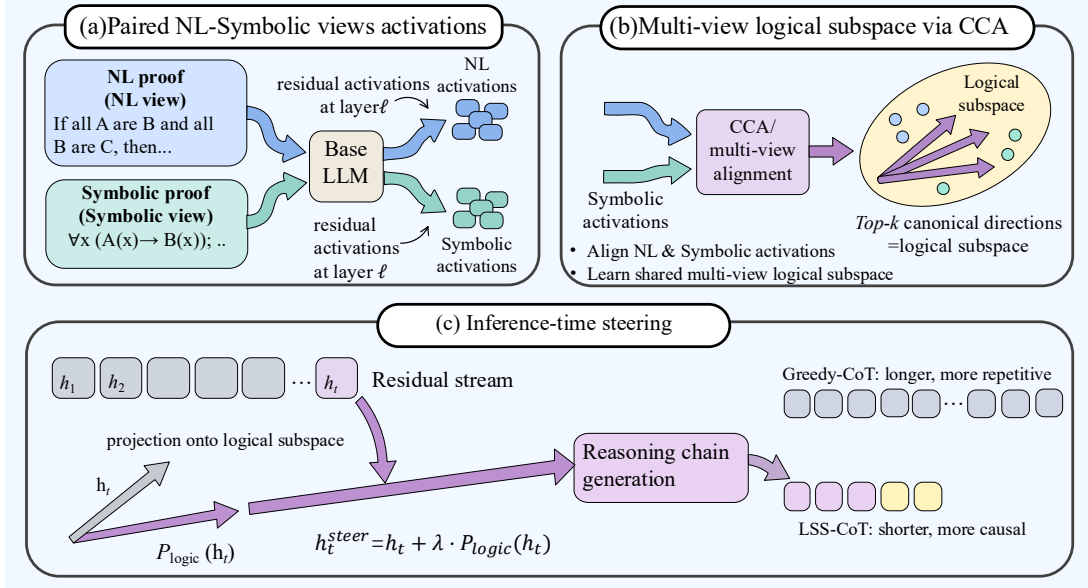 (a)Paired NL-Symbolic views activations
NL proof
(NL view)
If all A are B and all
B are C, then...
Symbolic proof
(Symbolic view)
∀x (A(x)→ B(x)); ..
Base
LLM
residual activations
at layer ℓ
NL
activations
residual
activations
at layer ℓ
Symbolic
activations
(b)Multi-view logical subspace via CCA
Symbolic
activations
CCA/
multi-view
alignment
Logical
subspace
Top-k canonical directions
=logical subspace
• Align NL & Symbolic activations
• Learn shared multi-view logical subspace
(c) Inference-time steering
h₁ h₂ ... hₜ Residual stream
projection onto logical subspace
hₜ
P_logic (hₜ)
h_t^steer=h_t + λ · P_logic(h_t)
Reasoning chain
generation
Greedy-CoT: longer, more repetitive
...
LSS-CoT: shorter, more causal